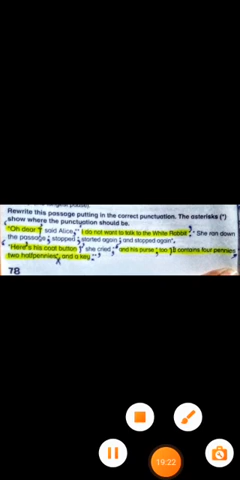 Rewrite this passage putting in the correct punctuation. The asterisks (*)
show where the punctuation should be.
"Oh dear" said Alice, I do not want to talk to the White Rabbit. She ran down
the passage, stopped, started again, and stopped again.
"Here's his coat button" she cried, and his purse, too. It contains four pennies,
two halfpennies, and a key.
78
19:22